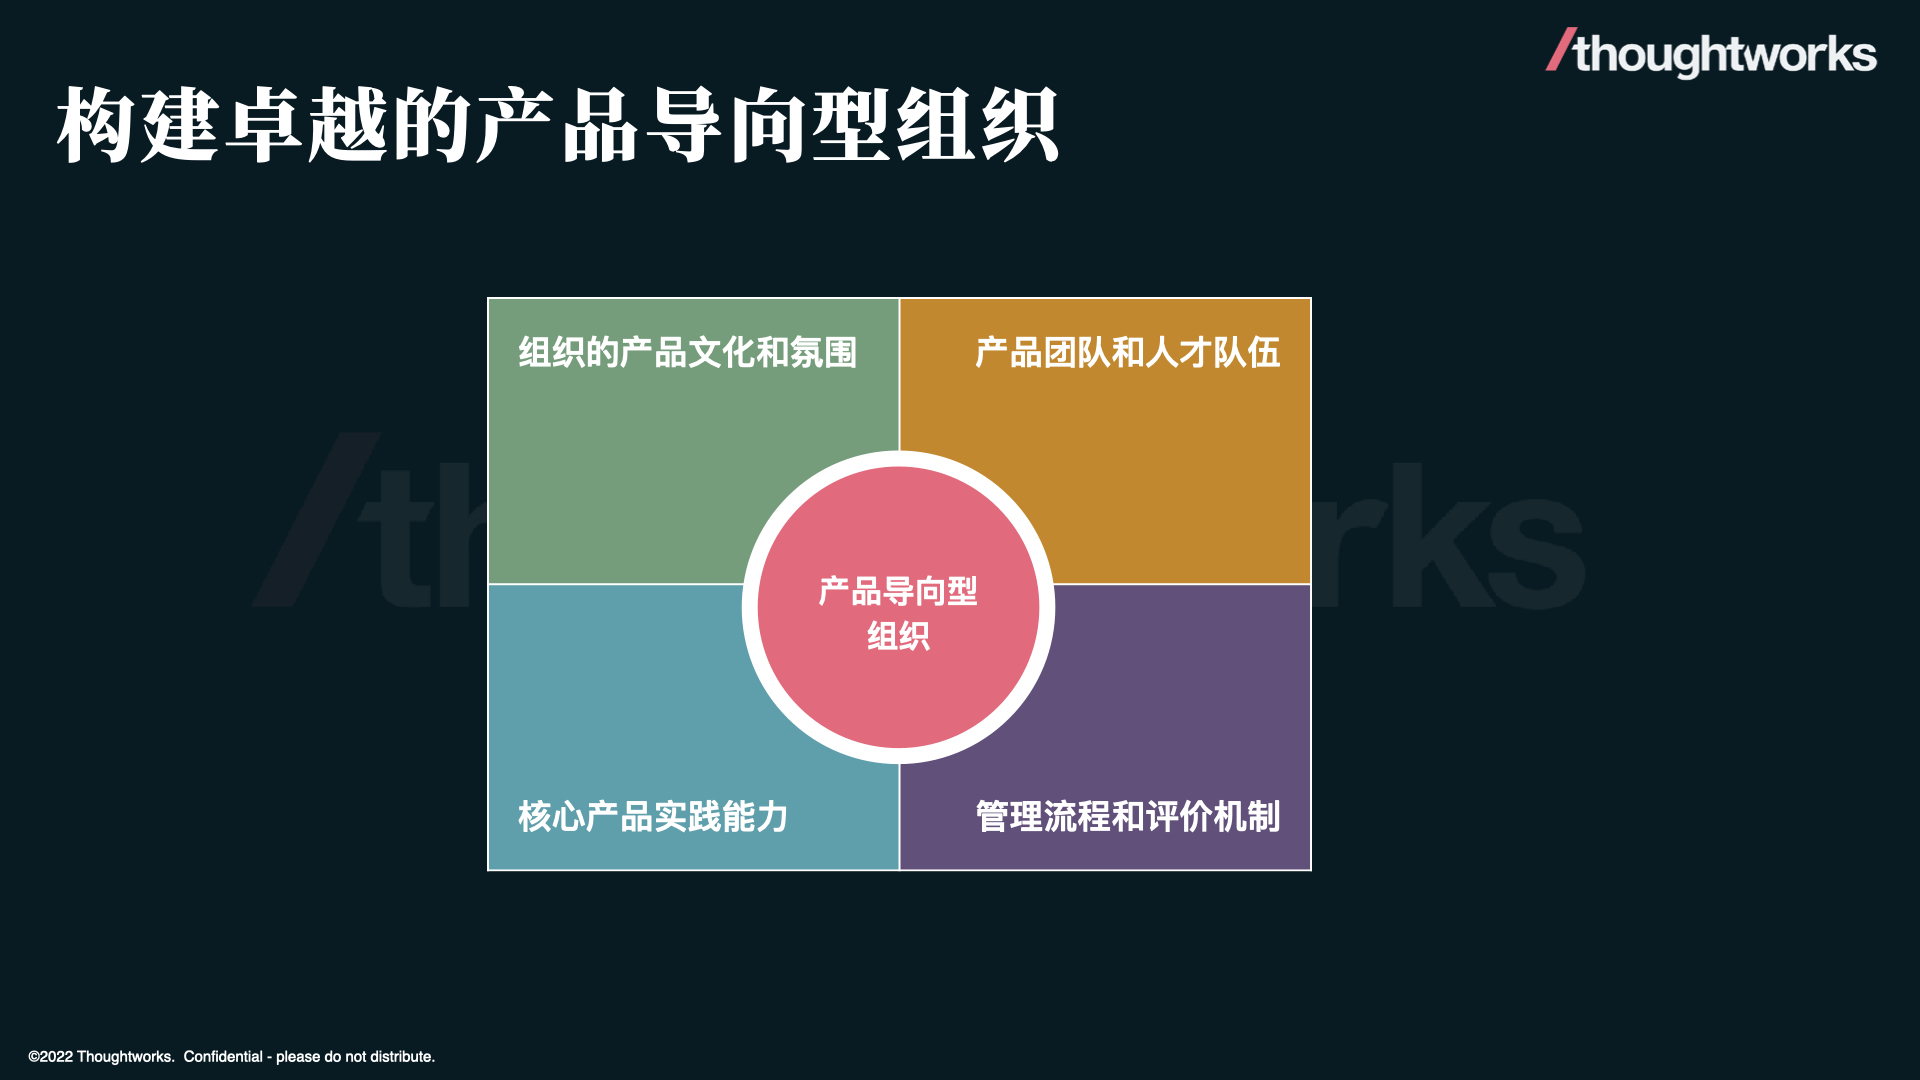 /thoughtworks
构建卓越的产品导向型组织
组织的产品文化和氛围
产品团队和人才队伍
产品导向型
组织
核心产品实践能力
管理流程和评价机制
©2022 Thoughtworks.  Confidential - please do not distribute.